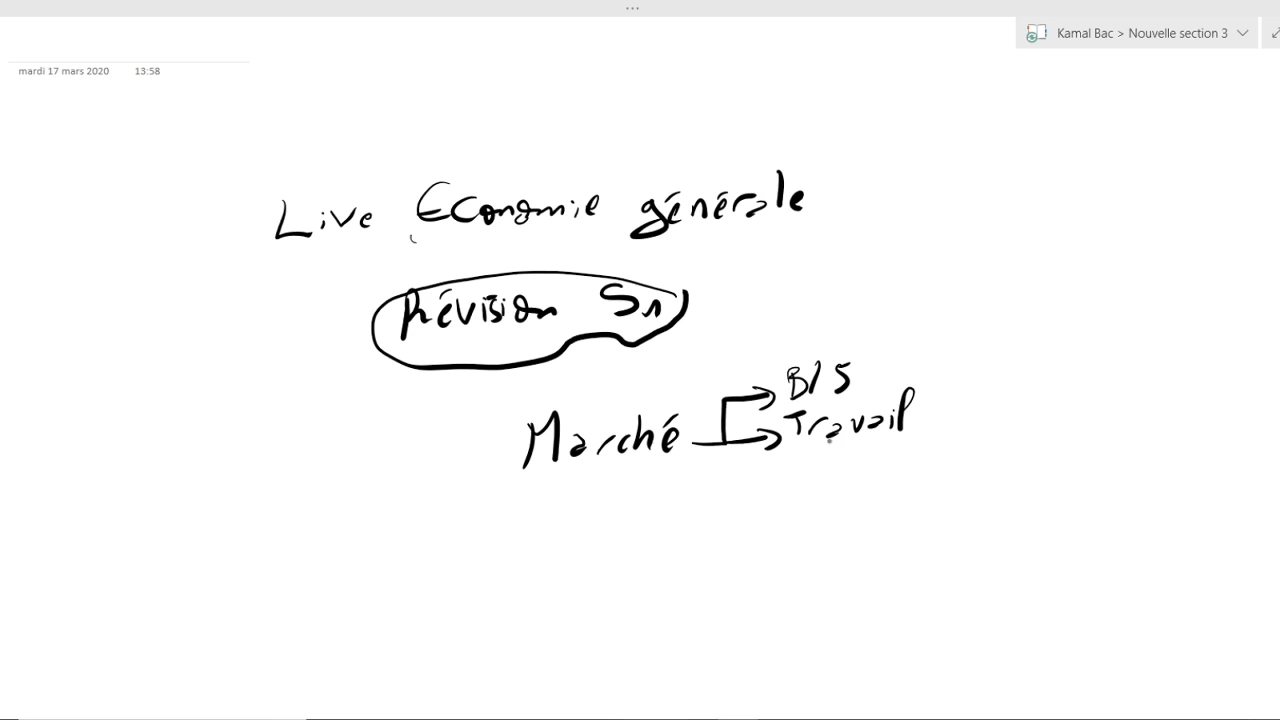 ...
Kamal Bac > Nouvelle section 3
mardi 17 mars 2020 13:58
Live Economie générale
Révision S1
Marché
B/S
Travail